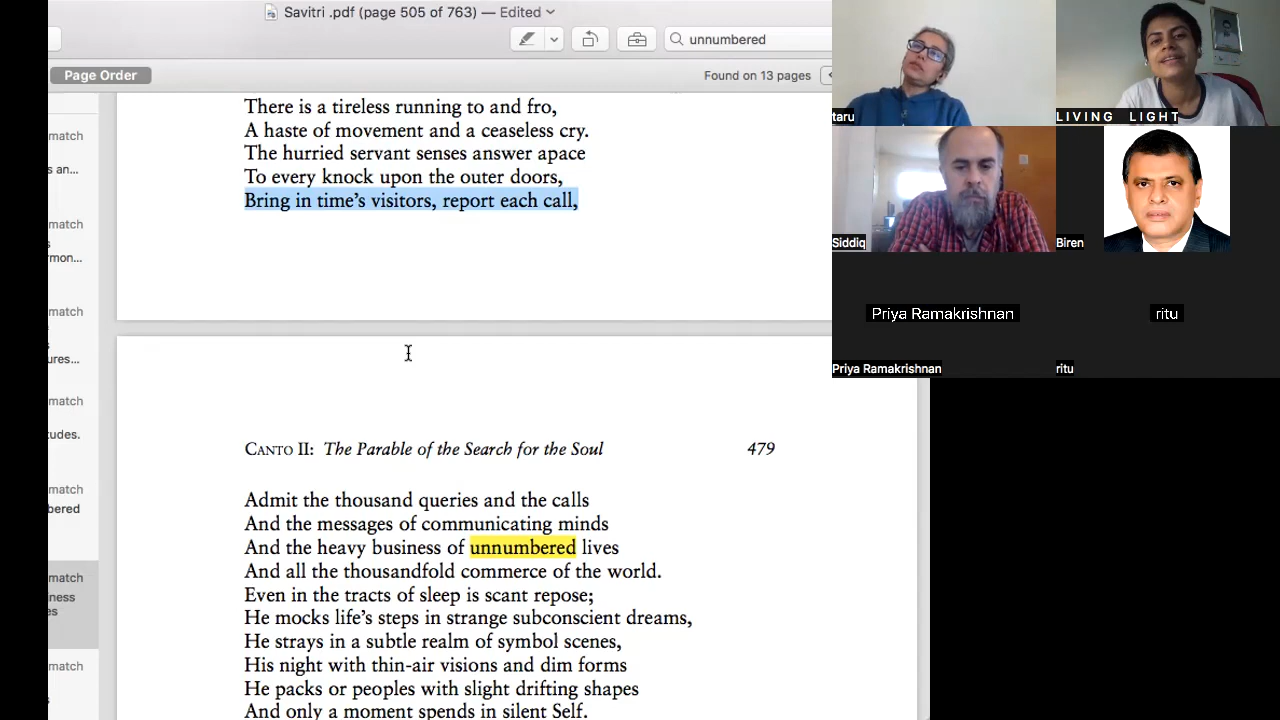 Savitri .pdf (page 505 of 763) — Edited
unnumbered
Page Order
Found on 13 pages
match
s an...
match
s
rmon...
match
ures...
match
tudes.
match
bered
match
ness
es
match
There is a tireless running to and fro,
A haste of movement and a ceaseless cry.
The hurried servant senses answer apace
To every knock upon the outer doors,
Bring in time’s visitors, report each call,
CANTO II: The Parable of the Search for the Soul 479
Admit the thousand queries and the calls
And the messages of communicating minds
And the heavy business of unnumbered lives
And all the thousandfold commerce of the world.
Even in the tracts of sleep is scant repose;
He mocks life’s steps in strange subconscient dreams,
He strays in a subtle realm of symbol scenes,
His night with thin-air visions and dim forms
He packs or peoples with slight drifting shapes
And only a moment spends in silent Self.
taru
LIVING LIGHT
Siddiq
Biren
Priya Ramakrishnan
ritu
Priya Ramakrishnan
ritu